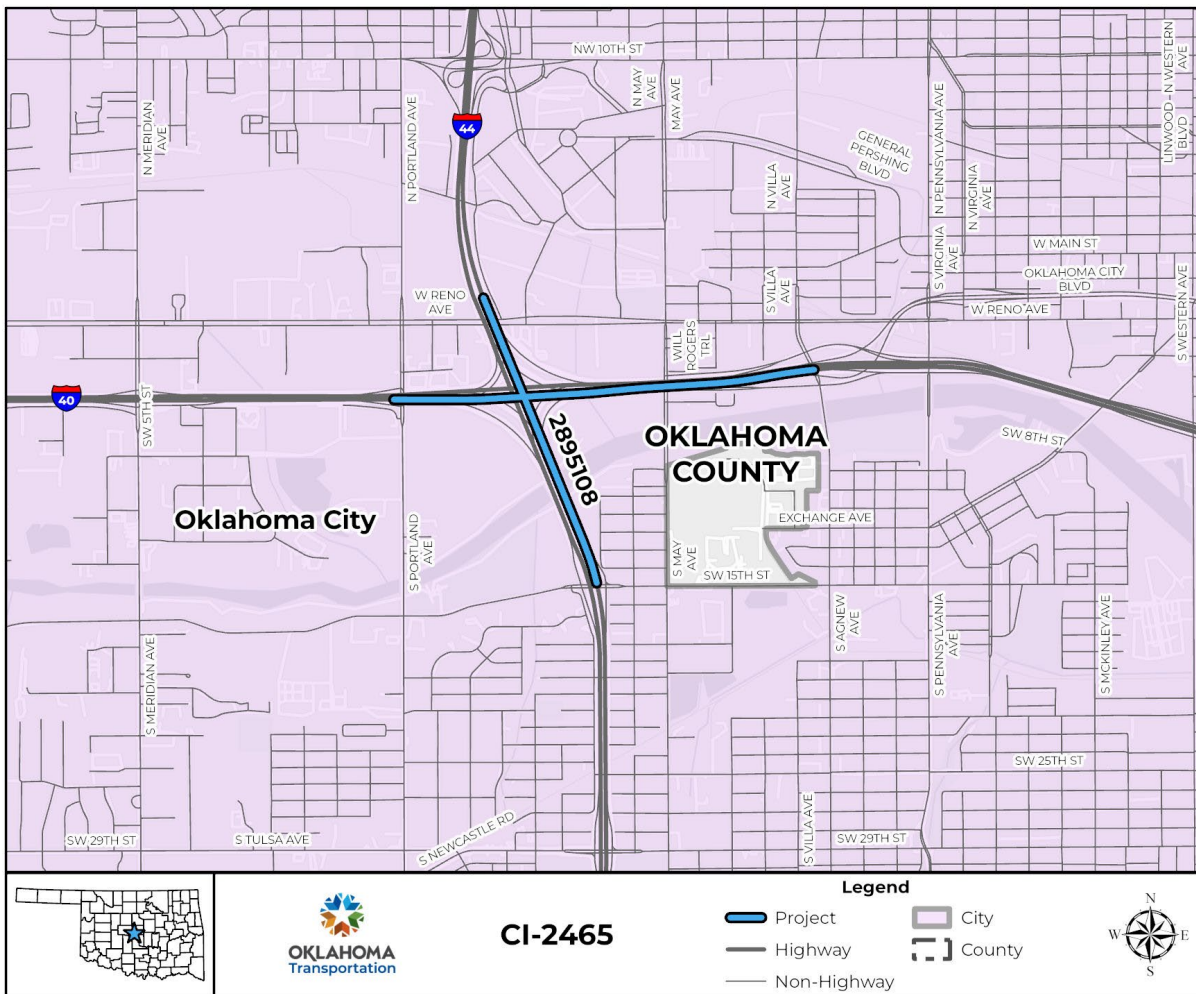 NW 10TH ST
N MERIDIAN
AVE
N PORTLAND AVE
44
N MAY
AVE
MAY AVE
GENERAL
PERSHING
BLVD
N VILLA
AVE
N PENNSYLVANIA AVE
N VIRGINIA
AVE
LINWOOD - N WESTERN
BLVD AVE
S VIRGINIA
AVE
W MAIN ST
OKLAHOMA CITY
BLVD
W RENO AVE
W RENO
AVE
S VILLA
AVE
WILL
ROGERS
TRL
S WESTERN AVE
40
SW 5TH ST
2895108
OKLAHOMA
COUNTY
SW 8TH ST
Oklahoma City
EXCHANGE AVE
S PORTLAND
AVE
S MAY
AVE
SW 15TH ST
S MERIDIAN AVE
S AGNEW
AVE
S PENNSYLVANIA
AVE
S MCKINLEY AVE
SW 25TH ST
SW 29TH ST
S TULSA AVE
S NEWCASTLE RD
S VILLA AVE
SW 29TH ST
OKLAHOMA
Transportation
CI-2465
Legend
Project
City
Highway
County
Non-Highway
N
W
E
S